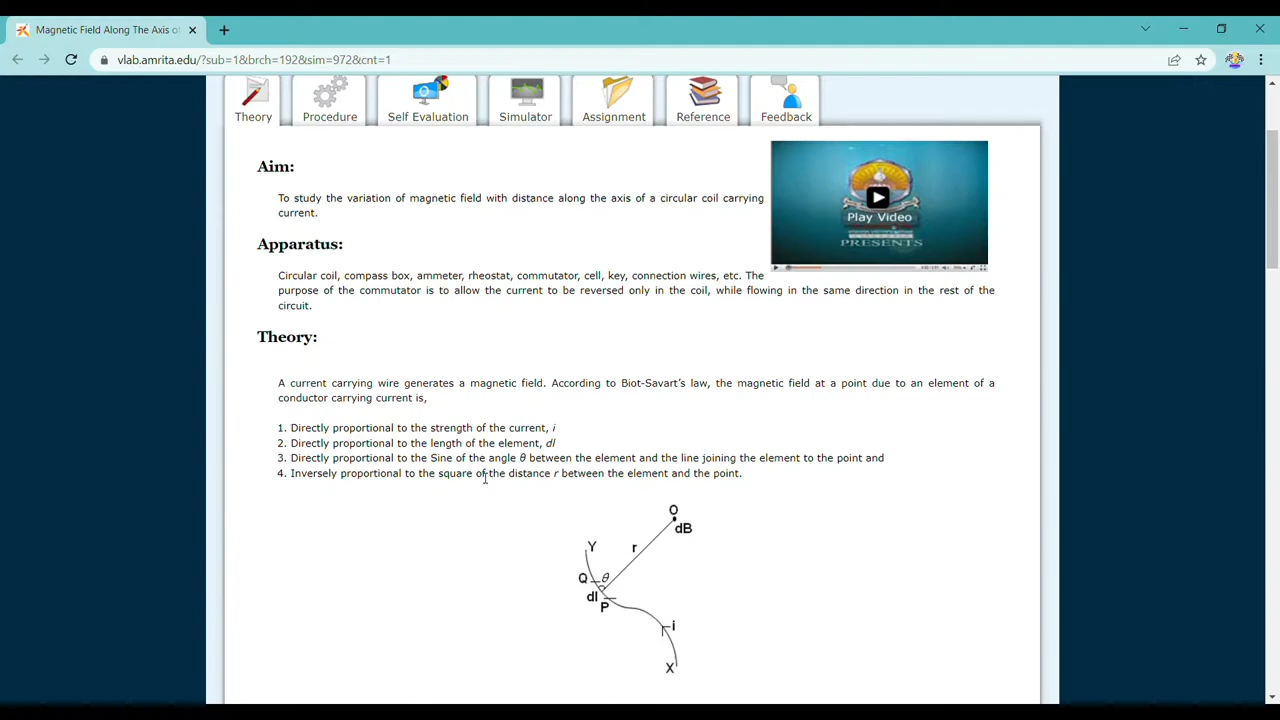 Magnetic Field Along The Axis of
vlab.amrita.edu/?sub=1&brch=192&sim=972&cnt=1
Theory
Procedure
Self Evaluation
Simulator
Assignment
Reference
Feedback
Aim:
To study the variation of magnetic field with distance along the axis of a circular coil carrying
current.
Play Video
PRESENTS
Apparatus:
Circular coil, compass box, ammeter, rheostat, commutator, cell, key, connection wires, etc. The
purpose of the commutator is to allow the current to be reversed only in the coil, while flowing in the same direction in the rest of the
circuit.
Theory:
A current carrying wire generates a magnetic field. According to Biot-Savart's law, the magnetic field at a point due to an element of a
conductor carrying current is,
1. Directly proportional to the strength of the current, i
2. Directly proportional to the length of the element, dl
3. Directly proportional to the Sine of the angle θ between the element and the line joining the element to the point and
4. Inversely proportional to the square of the distance r between the element and the point.
O
dB
Y
r
Q
θ
dl
P
i
X